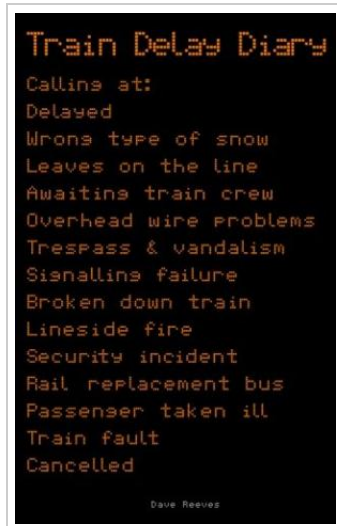 Train Delay Diary
Calling at:
Delayed
Wrong type of snow
Leaves on the line
Awaiting train crew
Overhead wire problems
Trespass & vandalism
Signalling failure
Broken down train
Lineside fire
Security incident
Rail replacement bus
Passenger taken ill
Train fault
Cancelled
Dave Reeves